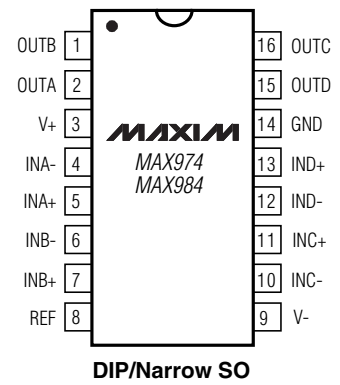 OUTB 1 16 OUTC
OUTA 2 15 OUTD
V+ 3 MAXIM 14 GND
INA- 4 MAX974 13 IND+
MAX984
INA+ 5 12 IND-
INB- 6 11 INC+
INB+ 7 10 INC-
REF 8 9 V-
DIP/Narrow SO